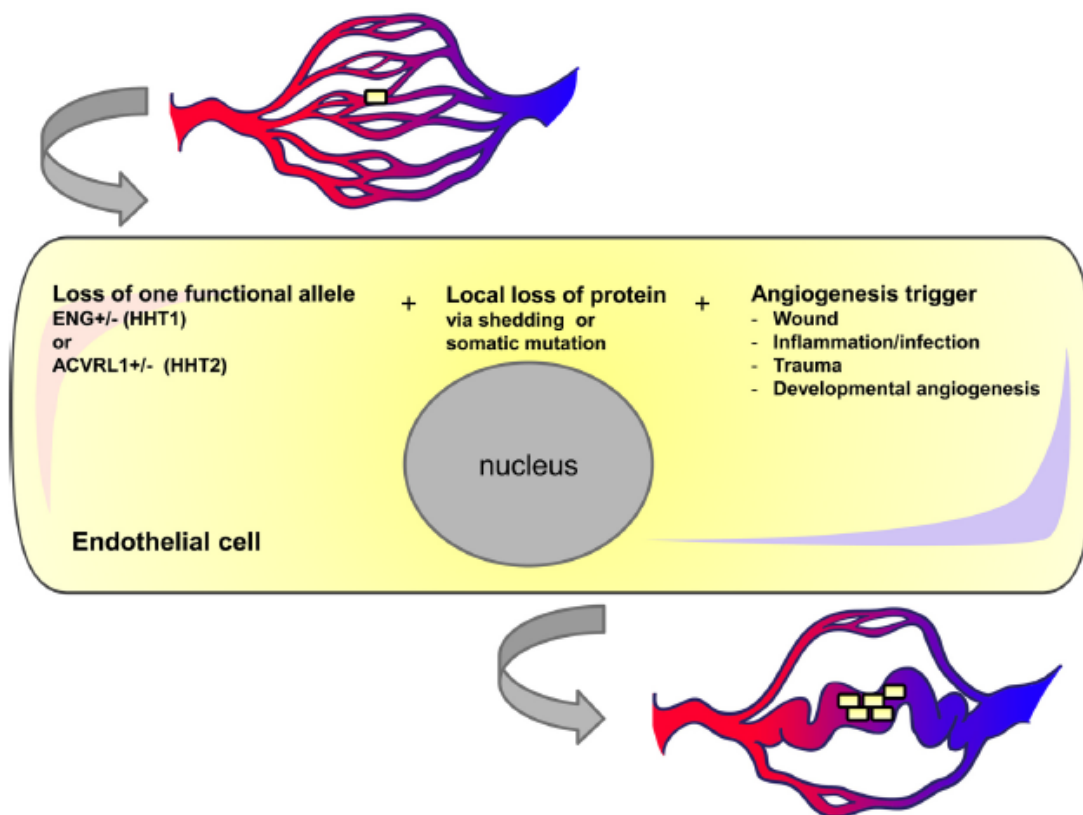 Loss of one functional allele
ENG+/- (HHT1)
or
ACVRL1+/-  (HHT2)
+
Local loss of protein
via shedding  or
somatic mutation
+
Angiogenesis trigger
-   Wound
-   Inflammation/infection
-   Trauma
-   Developmental angiogenesis
nucleus
Endothelial cell